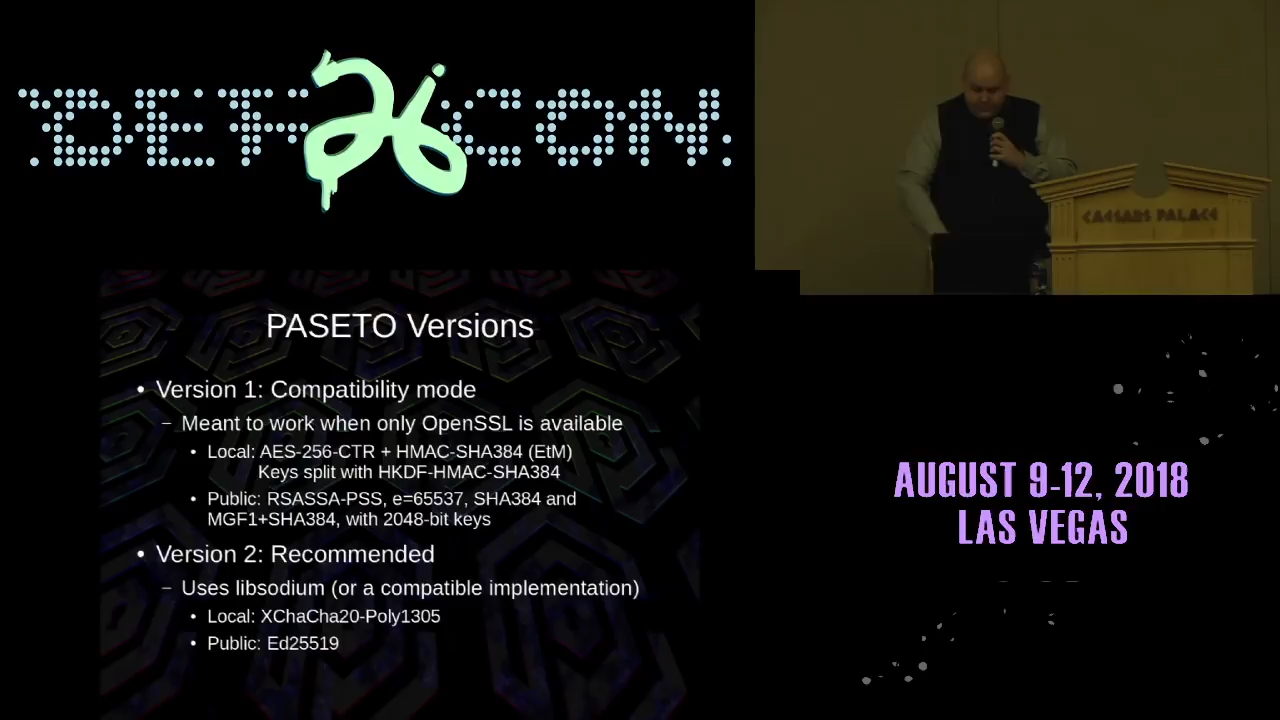 DEF 26 CON
CAESARS PALACE
PASETO Versions
• Version 1: Compatibility mode
– Meant to work when only OpenSSL is available
• Local: AES-256-CTR + HMAC-SHA384 (EtM)
Keys split with HKDF-HMAC-SHA384
• Public: RSASSA-PSS, e=65537, SHA384 and
MGF1+SHA384, with 2048-bit keys
• Version 2: Recommended
– Uses libsodium (or a compatible implementation)
• Local: XChaCha20-Poly1305
• Public: Ed25519
AUGUST 9-12, 2018
LAS VEGAS